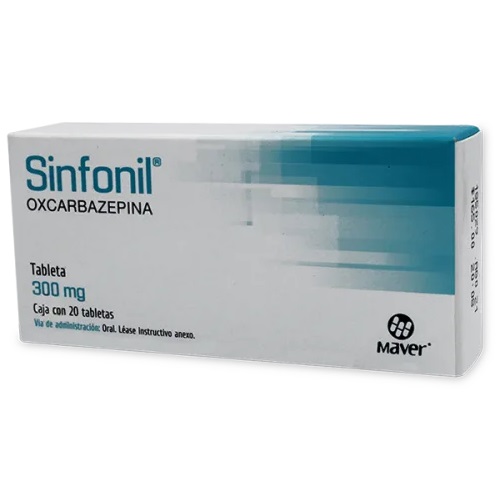 Sinfonil®
OXCARBAZEPINA
Tableta
300 mg
Caja con 20 tabletas
Vía de administración: Oral. Léase Instructivo anexo.
Maver®